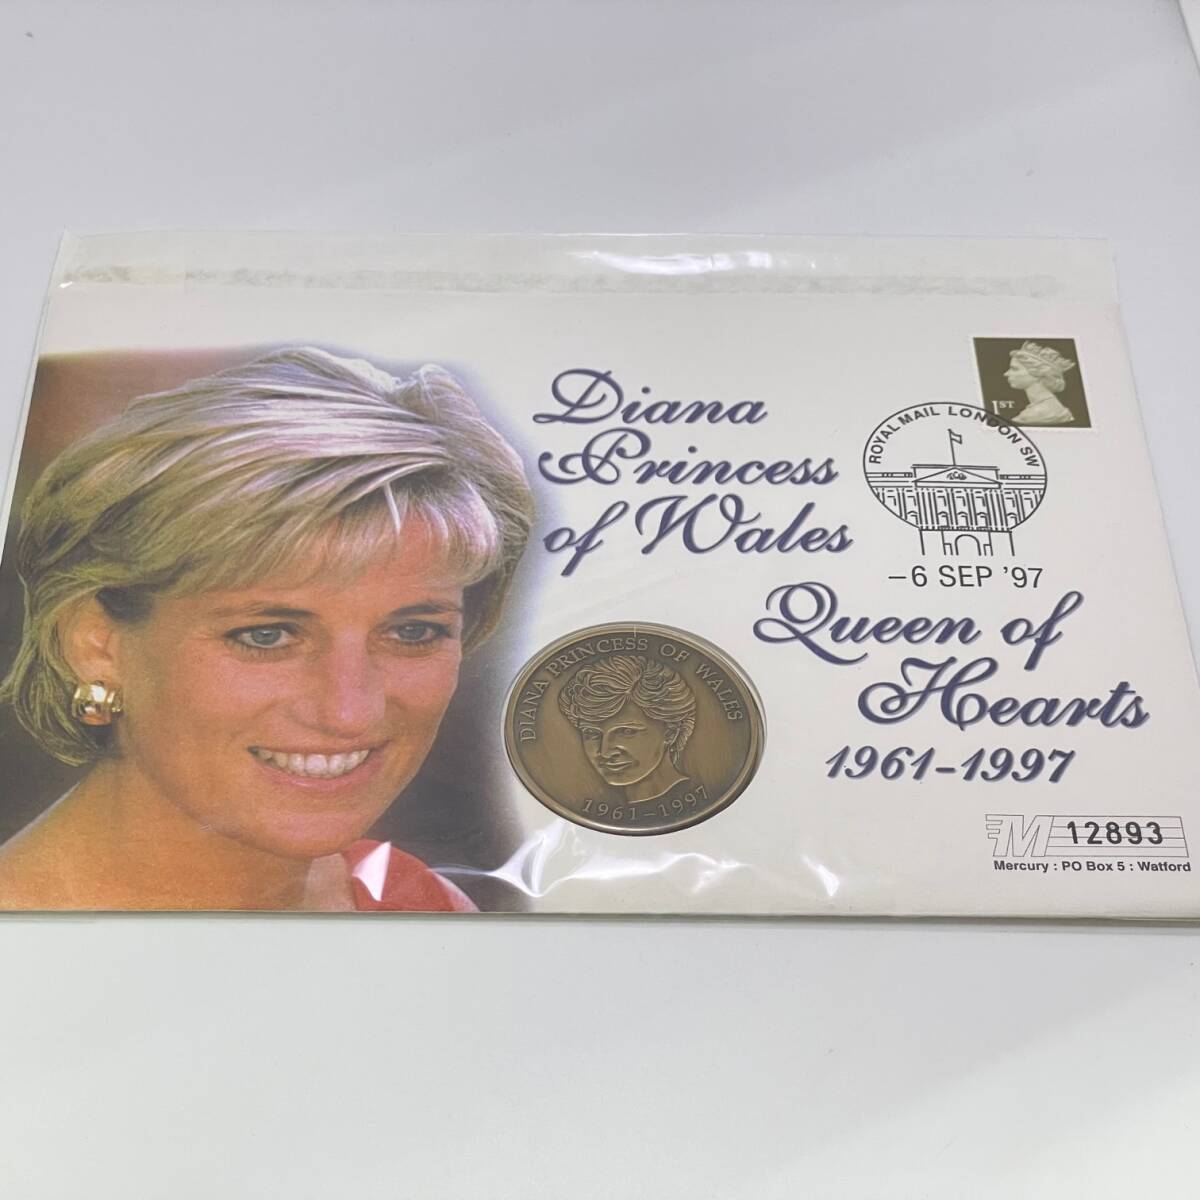 Diana
Princess
of Wales
Queen of
Hearts
1961-1997
1ST
ROYAL MAIL LONDON SW
-6 SEP '97
DIANA PRINCESS OF WALES
1961-1997
M 12893
Mercury : PO Box 5 : Watford